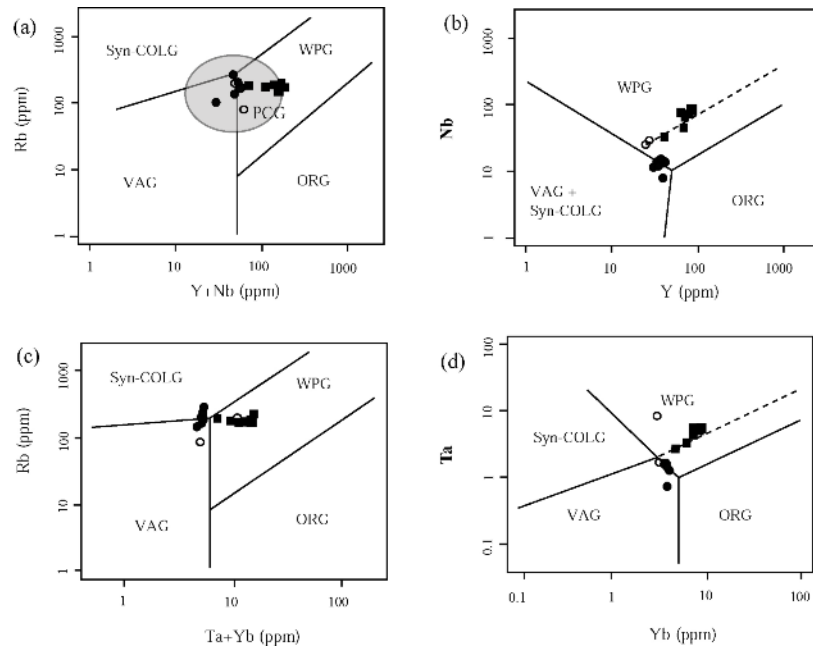 (a)
Rb (ppm)
1000
100
10
1
Syn-COLG
WPG
PCG
VAG
ORG
1 10 100 1000
Y+Nb (ppm)
(b)
Nb
1000
100
10
1
WPG
VAG +
Syn-COLG
ORG
1 10 100 1000
Y (ppm)
(c)
Rb (ppm)
1000
100
10
1
Syn-COLG
WPG
VAG
ORG
1 10 100
Ta+Yb (ppm)
(d)
Ta
100
10
1
0.1
WPG
Syn-COLG
VAG
ORG
0.1 1 10 100
Yb (ppm)